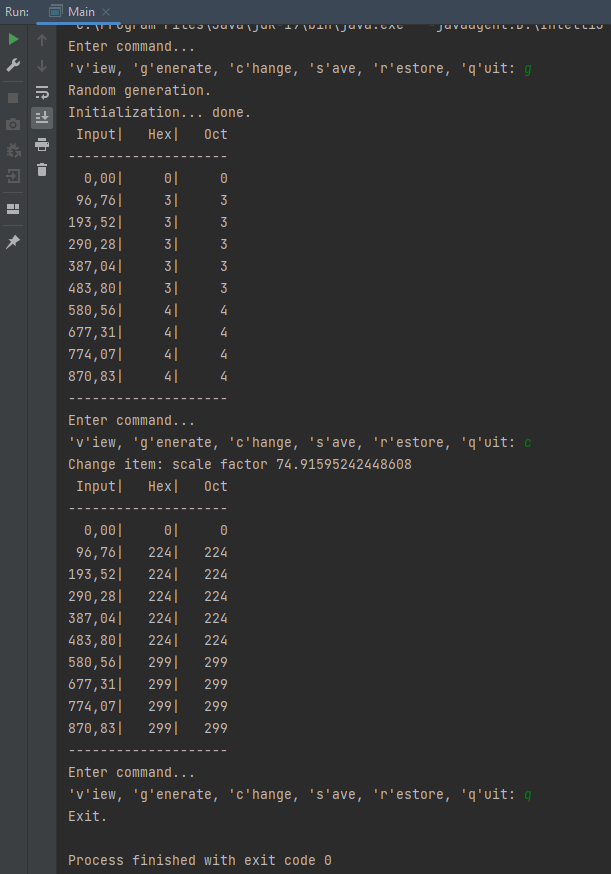 Run: Main ×
Enter command...
'v'iew, 'g'enerate, 'c'hange, 's'ave, 'r'estore, 'q'uit: g
Random generation.
Initialization... done.
Input| Hex| Oct
--------------------
0,00| 0| 0
96,76| 3| 3
193,52| 3| 3
290,28| 3| 3
387,04| 3| 3
483,80| 3| 3
580,56| 4| 4
677,31| 4| 4
774,07| 4| 4
870,83| 4| 4
--------------------
Enter command...
'v'iew, 'g'enerate, 'c'hange, 's'ave, 'r'estore, 'q'uit: c
Change item: scale factor 74.91595242448608
Input| Hex| Oct
--------------------
0,00| 0| 0
96,76| 224| 224
193,52| 224| 224
290,28| 224| 224
387,04| 224| 224
483,80| 224| 224
580,56| 299| 299
677,31| 299| 299
774,07| 299| 299
870,83| 299| 299
--------------------
Enter command...
'v'iew, 'g'enerate, 'c'hange, 's'ave, 'r'estore, 'q'uit: q
Exit.
Process finished with exit code 0